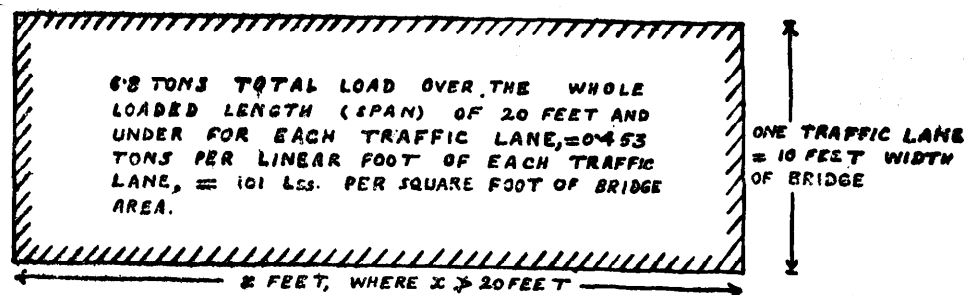 6·8 TONS TOTAL LOAD OVER THE WHOLE
LOADED LENGTH (SPAN) OF 20 FEET AND
UNDER FOR EACH TRAFFIC LANE,=0·453
TONS PER LINEAR FOOT OF EACH TRAFFIC
LANE, = 101 LBS. PER SQUARE FOOT OF BRIDGE
AREA.
ONE TRAFFIC LANE
= 10 FEET WIDTH
OF BRIDGE
x FEET, WHERE x ≯ 20 FEET